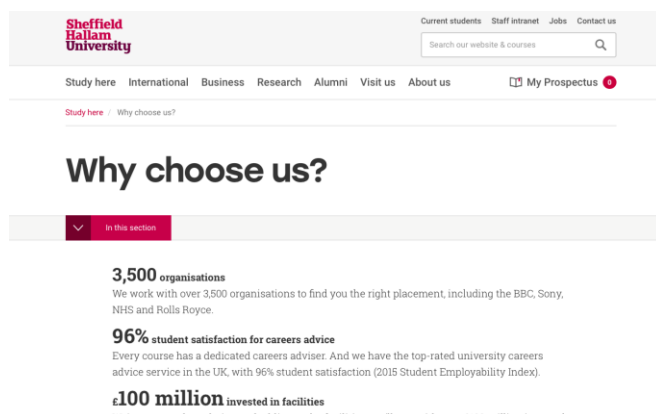 Sheffield
Hallam
University
Current students Staff intranet Jobs Contact us
Search our website & courses
Study here International Business Research Alumni Visit us About us My Prospectus 0
Study here / Why choose us?
Why choose us?
In this section
3,500 organisations
We work with over 3,500 organisations to find you the right placement, including the BBC, Sony,
NHS and Rolls Royce.
96% student satisfaction for careers advice
Every course has a dedicated careers adviser. And we have the top-rated university careers
advice service in the UK, with 96% student satisfaction (2015 Student Employability Index).
£100 million invested in facilities